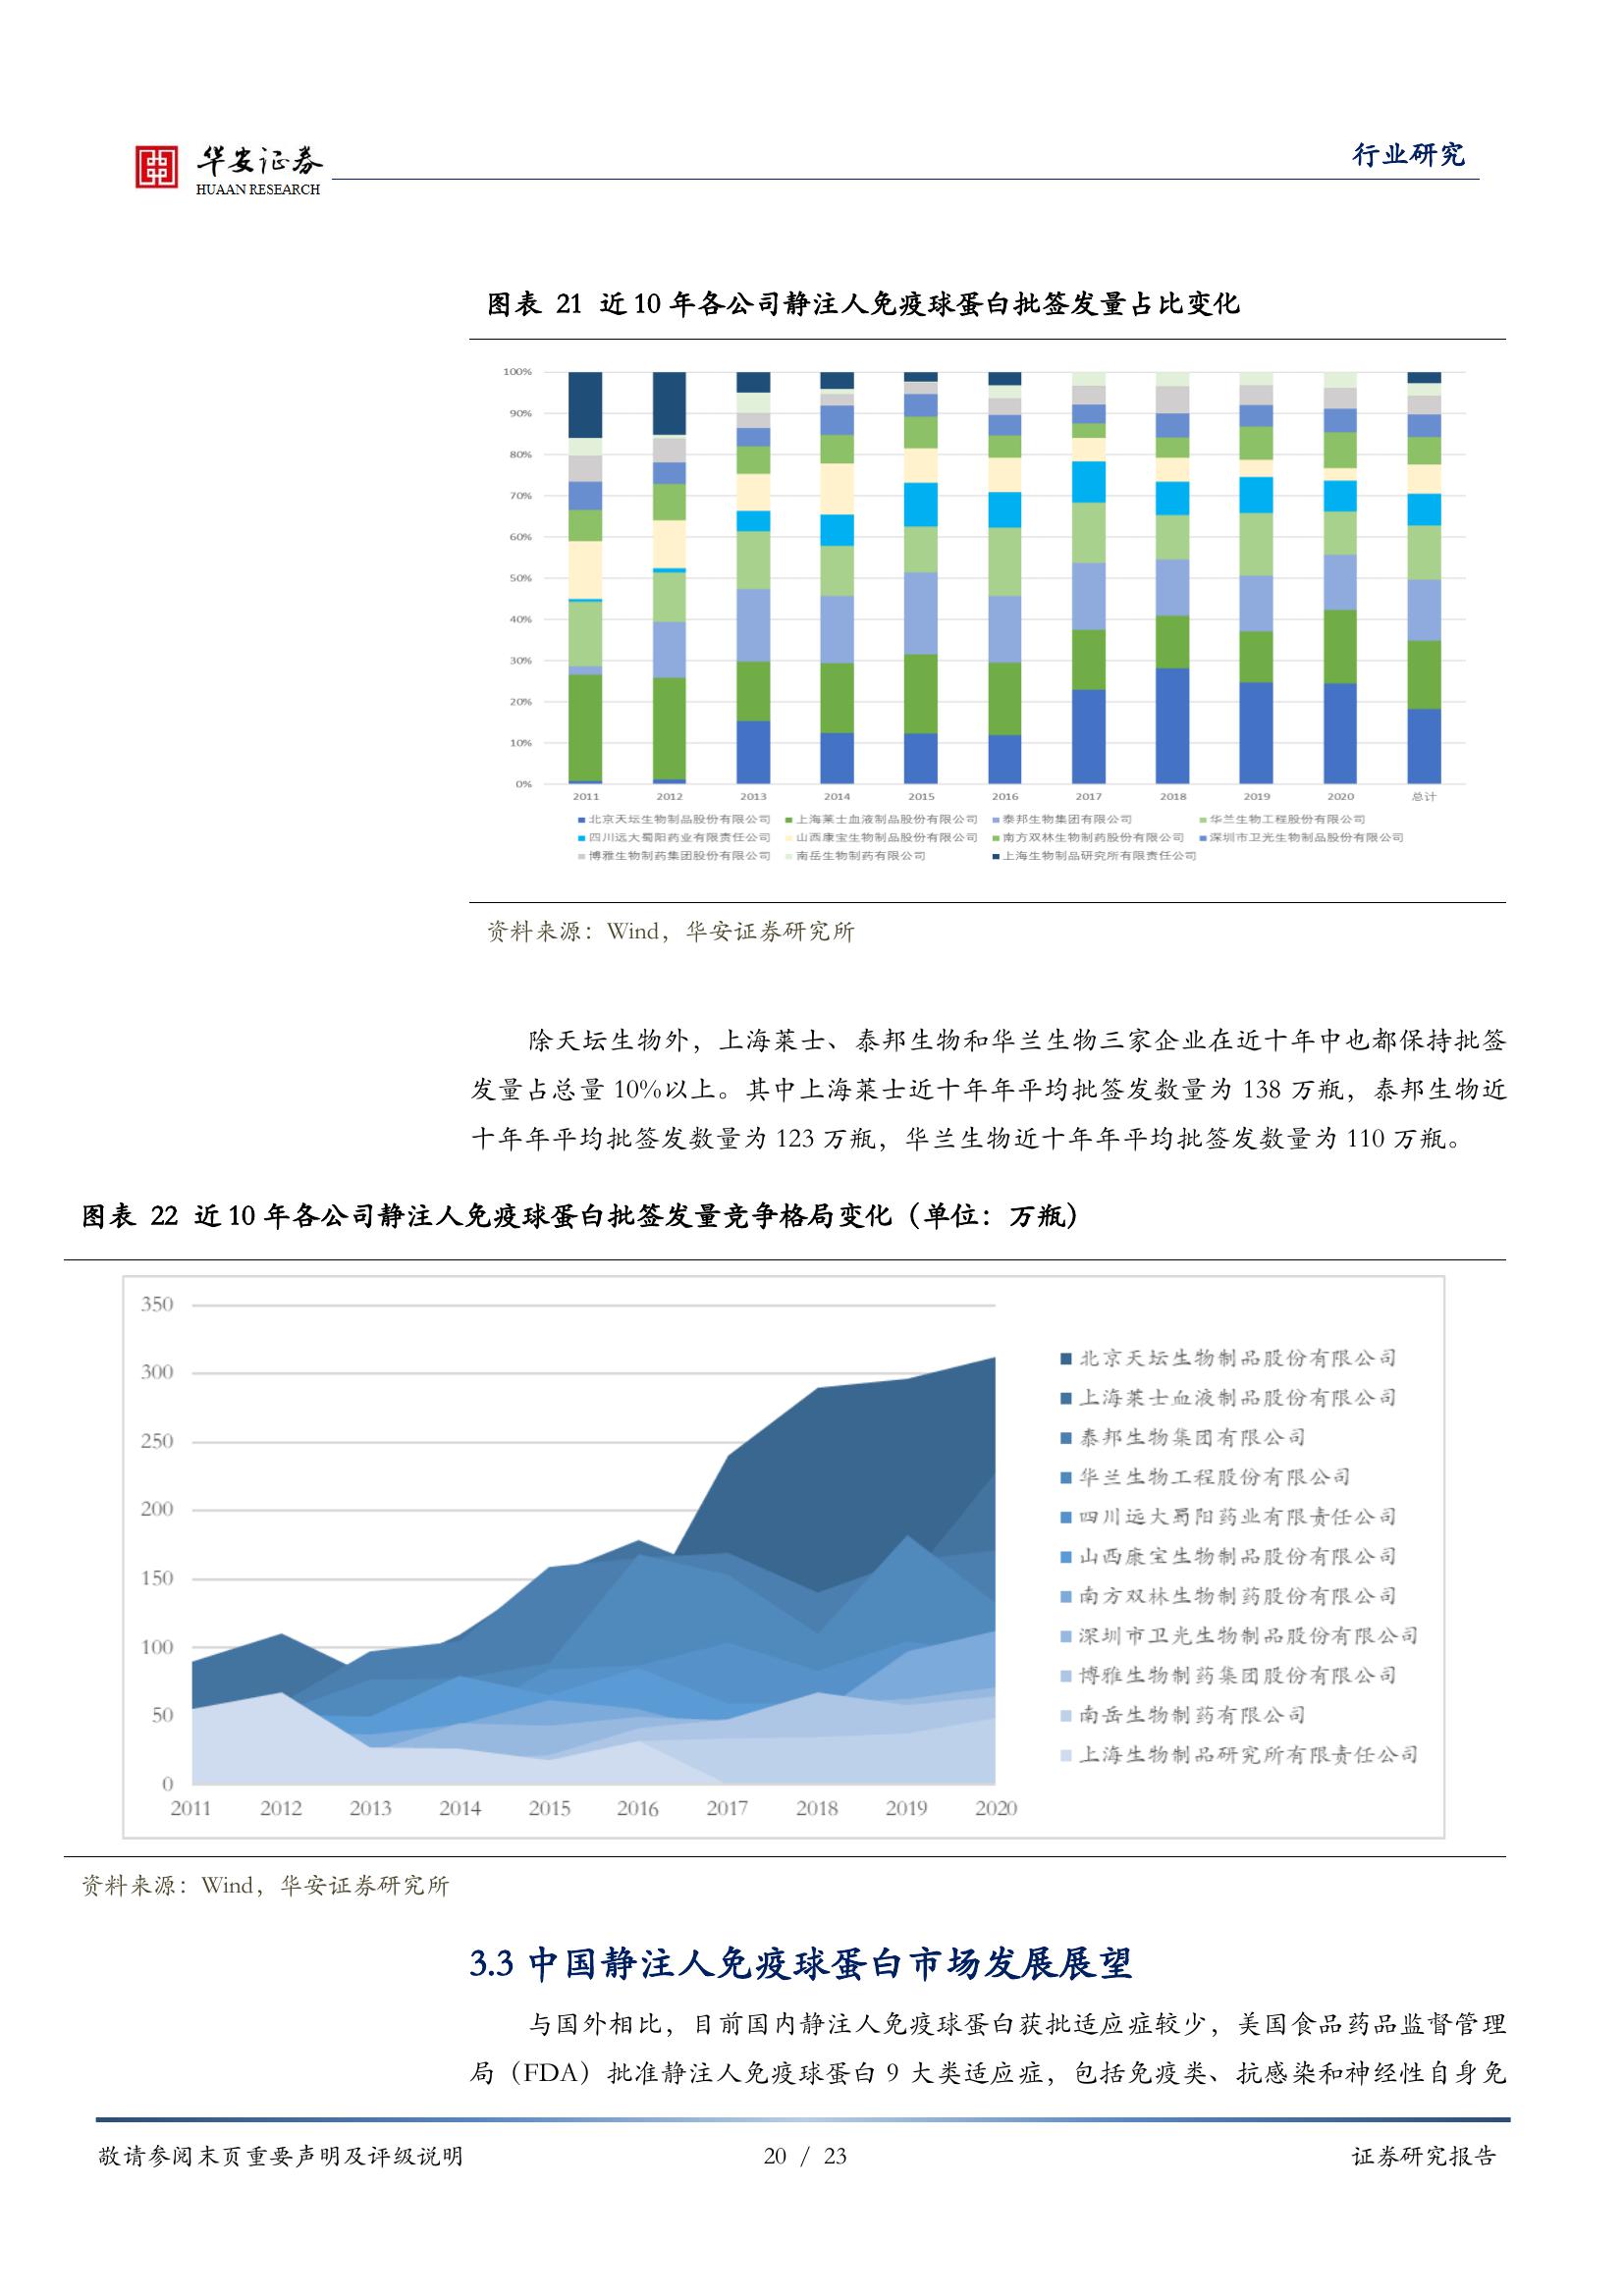 华安证券
HUAAN RESEARCH
行业研究
图表 21 近 10 年各公司静注人免疫球蛋白批签发量占比变化
100%
90%
80%
70%
60%
50%
40%
30%
20%
10%
0%
2011 2012 2013 2014 2015 2016 2017 2018 2019 2020 总计
北京天坛生物制品股份有限公司 上海莱士血液制品股份有限公司 泰邦生物集团有限公司 华兰生物工程股份有限公司
四川远大蜀阳药业有限责任公司 山西康宝生物制品股份有限公司 南方双林生物制药股份有限公司 深圳市卫光生物制品股份有限公司
博雅生物制药集团股份有限公司 南岳生物制药有限公司 上海生物制品研究所有限责任公司
资料来源：Wind，华安证券研究所
除天坛生物外，上海莱士、泰邦生物和华兰生物三家企业在近十年中也都保持批签
发量占总量 10%以上。其中上海莱士近十年年平均批签发数量为 138 万瓶，泰邦生物近
十年年平均批签发数量为 123 万瓶，华兰生物近十年年平均批签发数量为 110 万瓶。
图表 22 近 10 年各公司静注人免疫球蛋白批签发量竞争格局变化（单位：万瓶）
350
300
250
200
150
100
50
0
2011 2012 2013 2014 2015 2016 2017 2018 2019 2020
北京天坛生物制品股份有限公司
上海莱士血液制品股份有限公司
泰邦生物集团有限公司
华兰生物工程股份有限公司
四川远大蜀阳药业有限责任公司
山西康宝生物制品股份有限公司
南方双林生物制药股份有限公司
深圳市卫光生物制品股份有限公司
博雅生物制药集团股份有限公司
南岳生物制药有限公司
上海生物制品研究所有限责任公司
资料来源：Wind，华安证券研究所
3.3 中国静注人免疫球蛋白市场发展展望
与国外相比，目前国内静注人免疫球蛋白获批适应症较少，美国食品药品监督管理
局（FDA）批准静注人免疫球蛋白 9 大类适应症，包括免疫类、抗感染和神经性自身免
敬请参阅末页重要声明及评级说明 20 / 23 证券研究报告